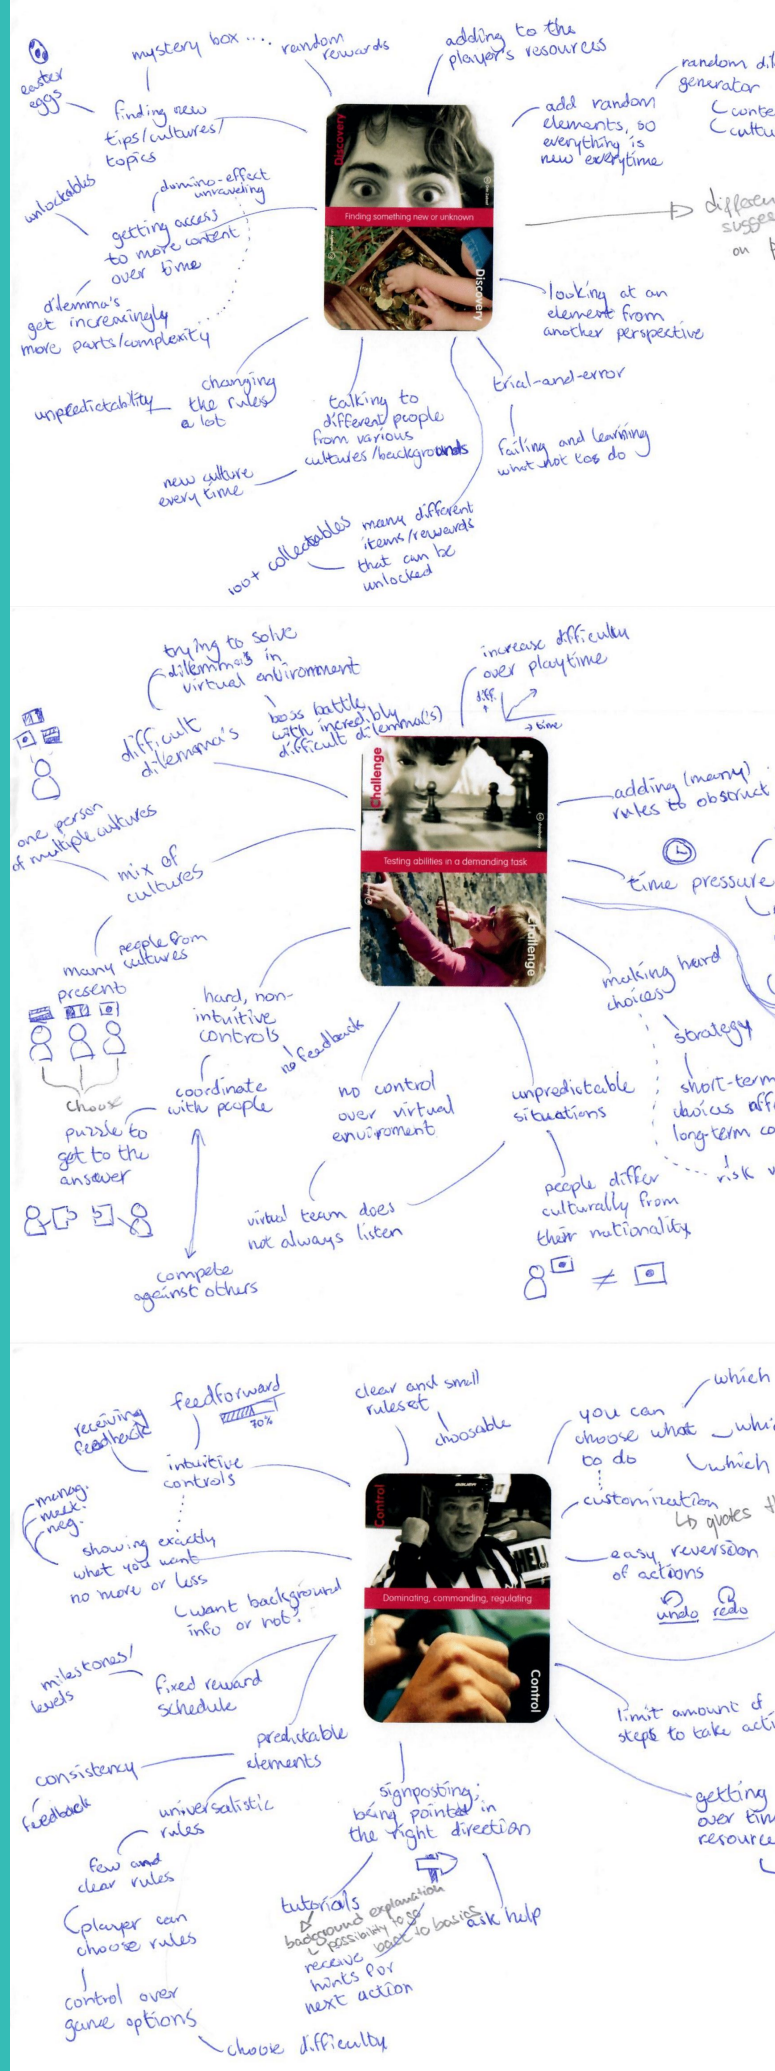 easter
eggs
mystery box ....
random
rewards
adding to the
player's resources
random
generator
finding new
tips/cultures/
topics
add random
elements, so
everything is
new everytime
Discovery
Finding something new or unknown
Discovery
unlockables
domino-effect
unraveling
getting access
to more content
over time
dilemma's
get increasingly
more parts/complexity
on
looking at an
element from
another perspective
unpredictability
changing
the rules
a lot
talking to
different people
from various
cultures/backgrounds
trial-and-error
failing and learning
what not to do
new culture
every time
100+ collectables
many different
items/rewards
that can be
unlocked
trying to solve
dilemma's in
virtual environment
increase difficulty
over playtime
diff.
→ time
boss battle
with incredibly
difficult dilemma('s)
difficult
dilemma's
Challenge
Testing abilities in a demanding task
Challenge
adding (many)
rules to obstruct
one person
of multiple cultures
mix of
cultures
time pressure
many people from
present cultures
hard, non-
intuitive
controls
no feedback
making hard
choices
strategy
short-term
long-term
risk
choose
puzzle to
get to the
answer
coordinate
with people
no control
over virtual
enviroment
unpredictable
situations
virtual team does
not always listen
people differ
culturally from
their nationality
≠
compete
against others
receiving
feedback
feedforward
70%
clear and small
ruleset
choosable
you can
choose what
to do
which
which
intuitive
controls
manag.
neg.
showing exactly
what you want
no more or less
want background
info or not?
Control
Dominating, commanding, regulating
Control
customization
quotes
easy reversion
of actions
undo redo
milestones/
levels
fixed reward
schedule
limit amount of
steps to take
predictable
elements
consistency
feedback
universalistic
rules
signposting:
being pointed in
the right direction
getting
over
few and
clear rules
player can
choose rules
control over
game options
choose difficulty
tutorials
background explanation
possibility to go
back to basics
ask help
receive
hints for
next action